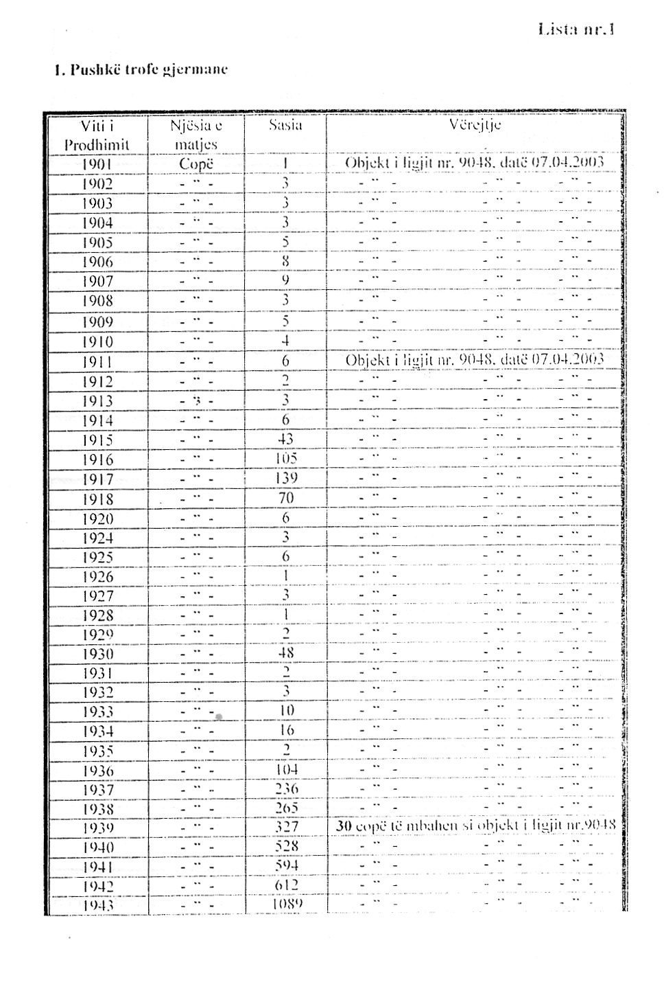 Lista nr.1
1. Pushkë trofe gjermane
Viti i Prodhimit Njësia e matjes Sasia Vërejtje
1901 Copë 1 Objekt i ligjit nr. 9048, datë 07.04.2003
1902 - " - 3 - " - - " - - " -
1903 - " - 3 - " - - " - - " -
1904 - " - 3 - " - - " - - " -
1905 - " - 5 - " - - " - - " -
1906 - " - 8 - " - - " - - " -
1907 - " - 9 - " - - " - - " -
1908 - " - 3 - " - - " - - " -
1909 - " - 5 - " - - " - - " -
1910 - " - 4 - " - - " - - " -
1911 - " - 6 Objekt i ligjit nr. 9048, datë 07.04.2003
1912 - " - 2 - " - - " - - " -
1913 - " - 3 - " - - " - - " -
1914 - " - 6 - " - - " - - " -
1915 - " - 43 - " - - " - - " -
1916 - " - 105 - " - - " - - " -
1917 - " - 139 - " - - " - - " -
1918 - " - 70 - " - - " - - " -
1920 - " - 6 - " - - " - - " -
1924 - " - 3 - " - - " - - " -
1925 - " - 6 - " - - " - - " -
1926 - " - 1 - " - - " - - " -
1927 - " - 3 - " - - " - - " -
1928 - " - 1 - " - - " - - " -
1929 - " - 2 - " - - " - - " -
1930 - " - 48 - " - - " - - " -
1931 - " - 2 - " - - " - - " -
1932 - " - 3 - " - - " - - " -
1933 - " - 10 - " - - " - - " -
1934 - " - 16 - " - - " - - " -
1935 - " - 2 - " - - " - - " -
1936 - " - 104 - " - - " - - " -
1937 - " - 236 - " - - " - - " -
1938 - " - 265 - " - - " - - " -
1939 - " - 327 30 copë të mbahen si objekt i ligjit nr.9048
1940 - " - 528 - " - - " - - " -
1941 - " - 594 - " - - " - - " -
1942 - " - 612 - " - - " - - " -
1943 - " - 1089 - " - - " - - " -